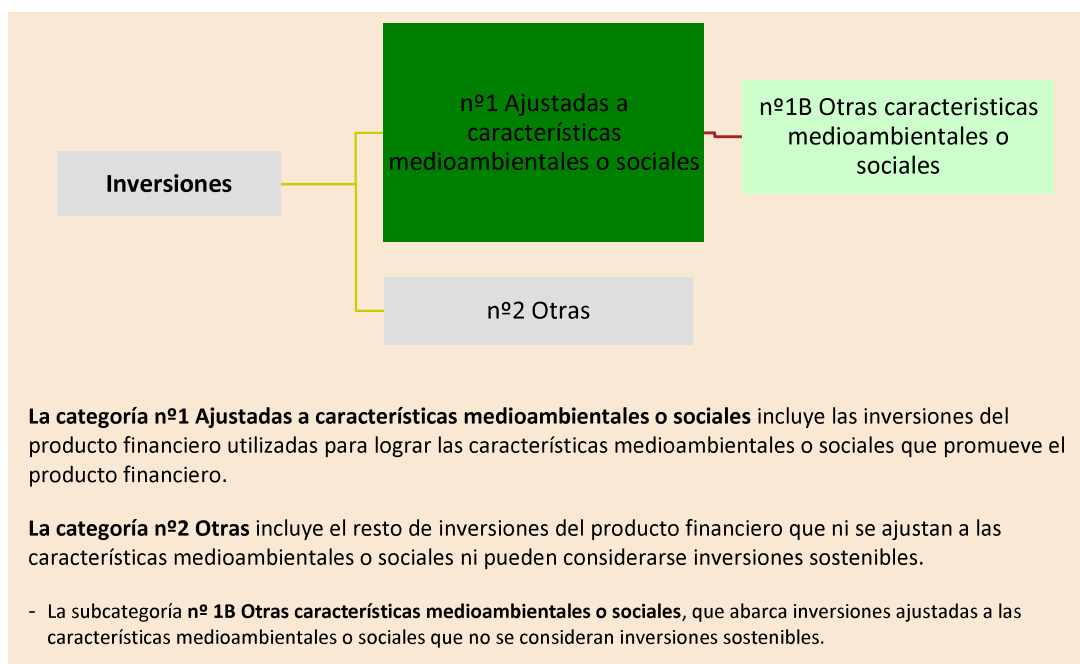 nº1 Ajustadas a
características
medioambientales o sociales
nº1B Otras caracteristicas
medioambientales o
sociales
Inversiones
nº2 Otras
La categoría nº1 Ajustadas a características medioambientales o sociales incluye las inversiones del
producto financiero utilizadas para lograr las características medioambientales o sociales que promueve el
producto financiero.
La categoría nº2 Otras incluye el resto de inversiones del producto financiero que ni se ajustan a las
características medioambientales o sociales ni pueden considerarse inversiones sostenibles.
- La subcategoría nº 1B Otras características medioambientales o sociales, que abarca inversiones ajustadas a las
características medioambientales o sociales que no se consideran inversiones sostenibles.